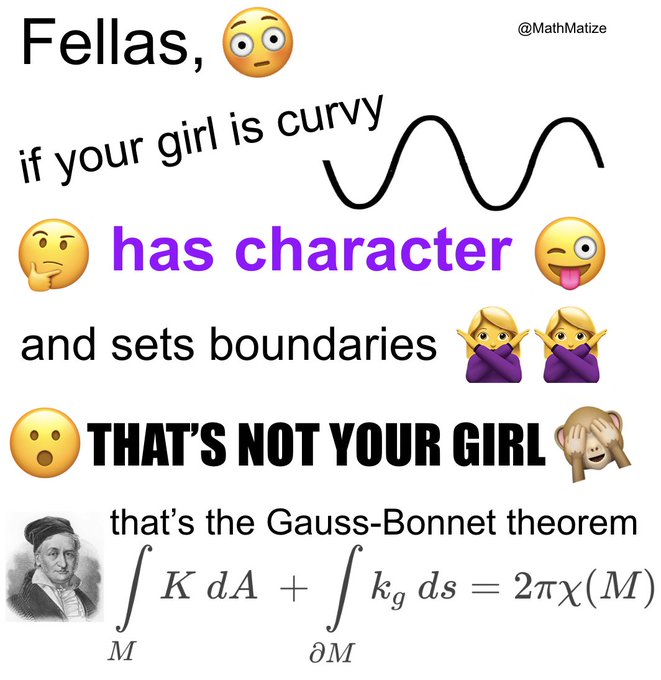 Fellas, 😳
@MathMatize
if your girl is curvy
🤔 has character 😜
and sets boundaries 🙅‍♀️🙅‍♀️
😮 THAT'S NOT YOUR GIRL 🙈
that's the Gauss-Bonnet theorem
∫_M K dA + ∫_{∂M} k_g ds = 2πχ(M)